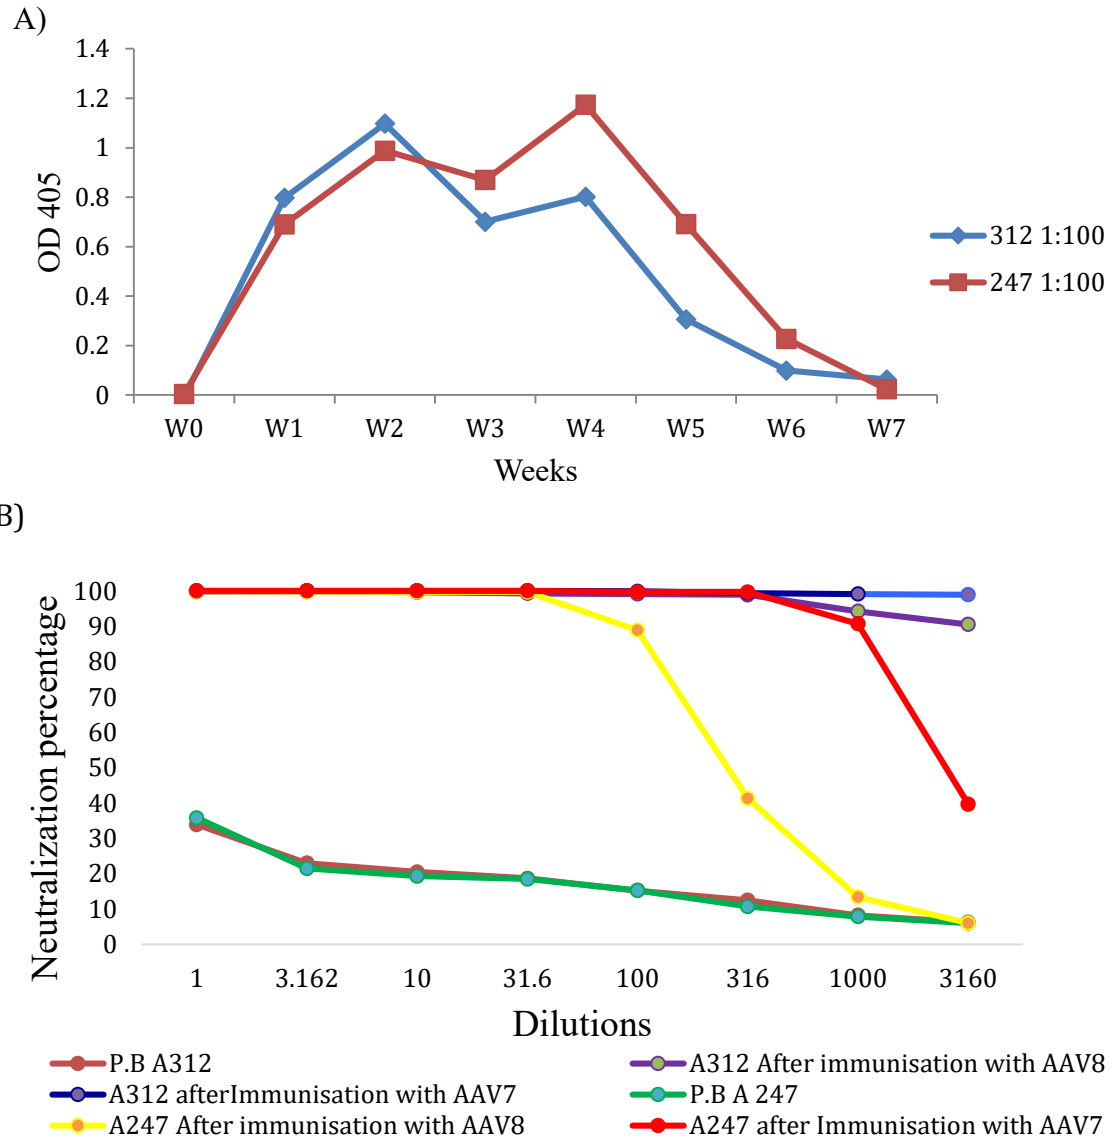 A)
1.4
1.2
1
0.8
0.6
0.4
0.2
0
OD 405
W0 W1 W2 W3 W4 W5 W6 W7
Weeks
312 1:100
247 1:100
B)
100
90
80
70
60
50
40
30
20
10
0
Neutralization percentage
1 3.162 10 31.6 100 316 1000 3160
Dilutions
P.B A312
A312 After immunisation with AAV8
A312 afterImmunisation with AAV7
P.B A 247
A247 After immunisation with AAV8
A247 after Immunisation with AAV7